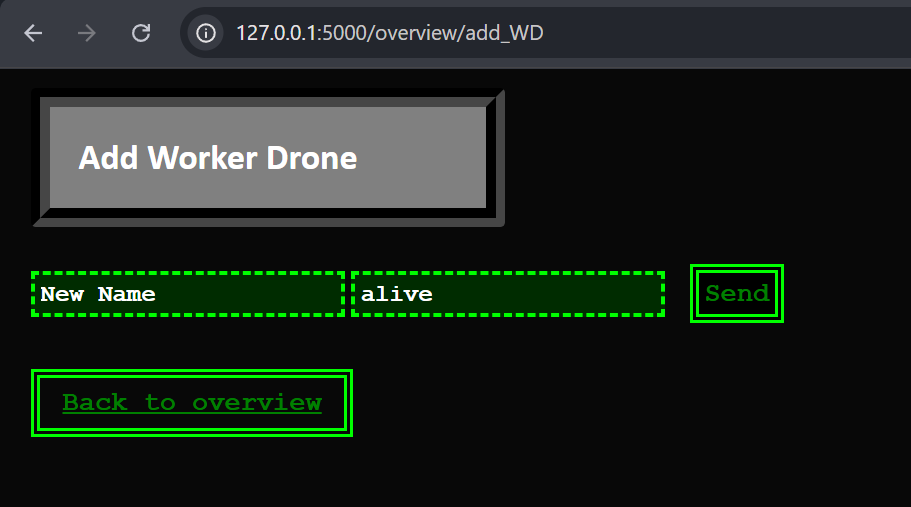 127.0.0.1:5000/overview/add_WD
Add Worker Drone
New Name alive Send
Back to overview